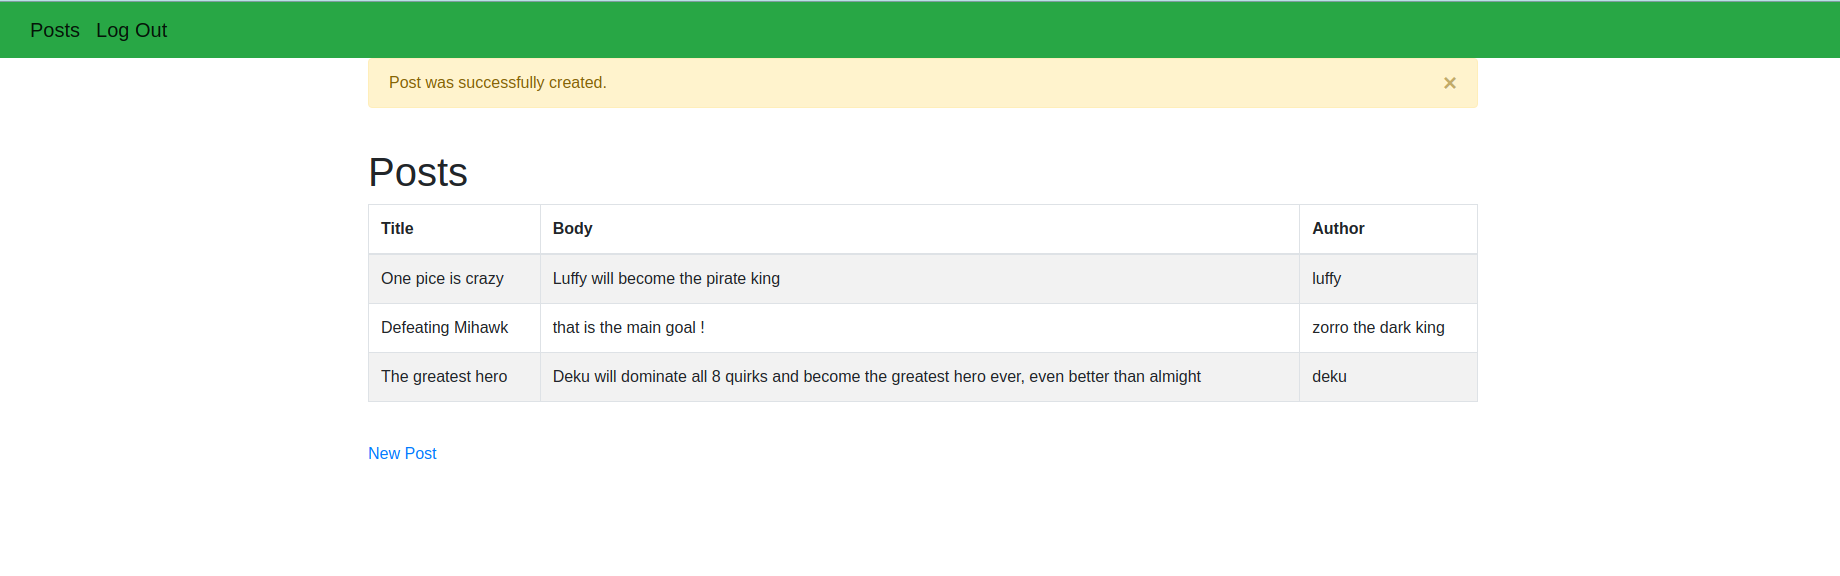 Posts Log Out
Post was successfully created. ×
Posts
Title Body Author
One pice is crazy Luffy will become the pirate king luffy
Defeating Mihawk that is the main goal ! zorro the dark king
The greatest hero Deku will dominate all 8 quirks and become the greatest hero ever, even better than almight deku
New Post